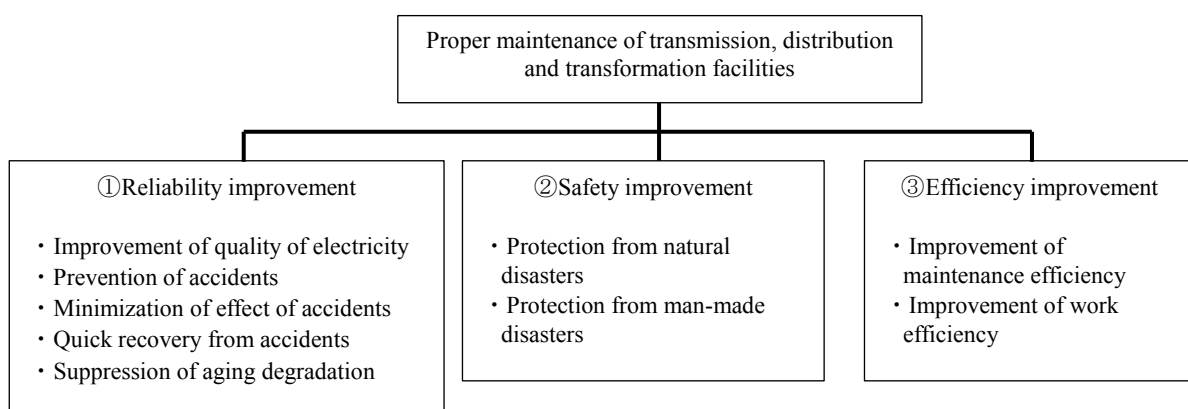 Proper maintenance of transmission, distribution
and transformation facilities
①Reliability improvement
・Improvement of quality of electricity
・Prevention of accidents
・Minimization of effect of accidents
・Quick recovery from accidents
・Suppression of aging degradation
②Safety improvement
・Protection from natural
disasters
・Protection from man-made
disasters
③Efficiency improvement
・Improvement of
maintenance efficiency
・Improvement of work
efficiency